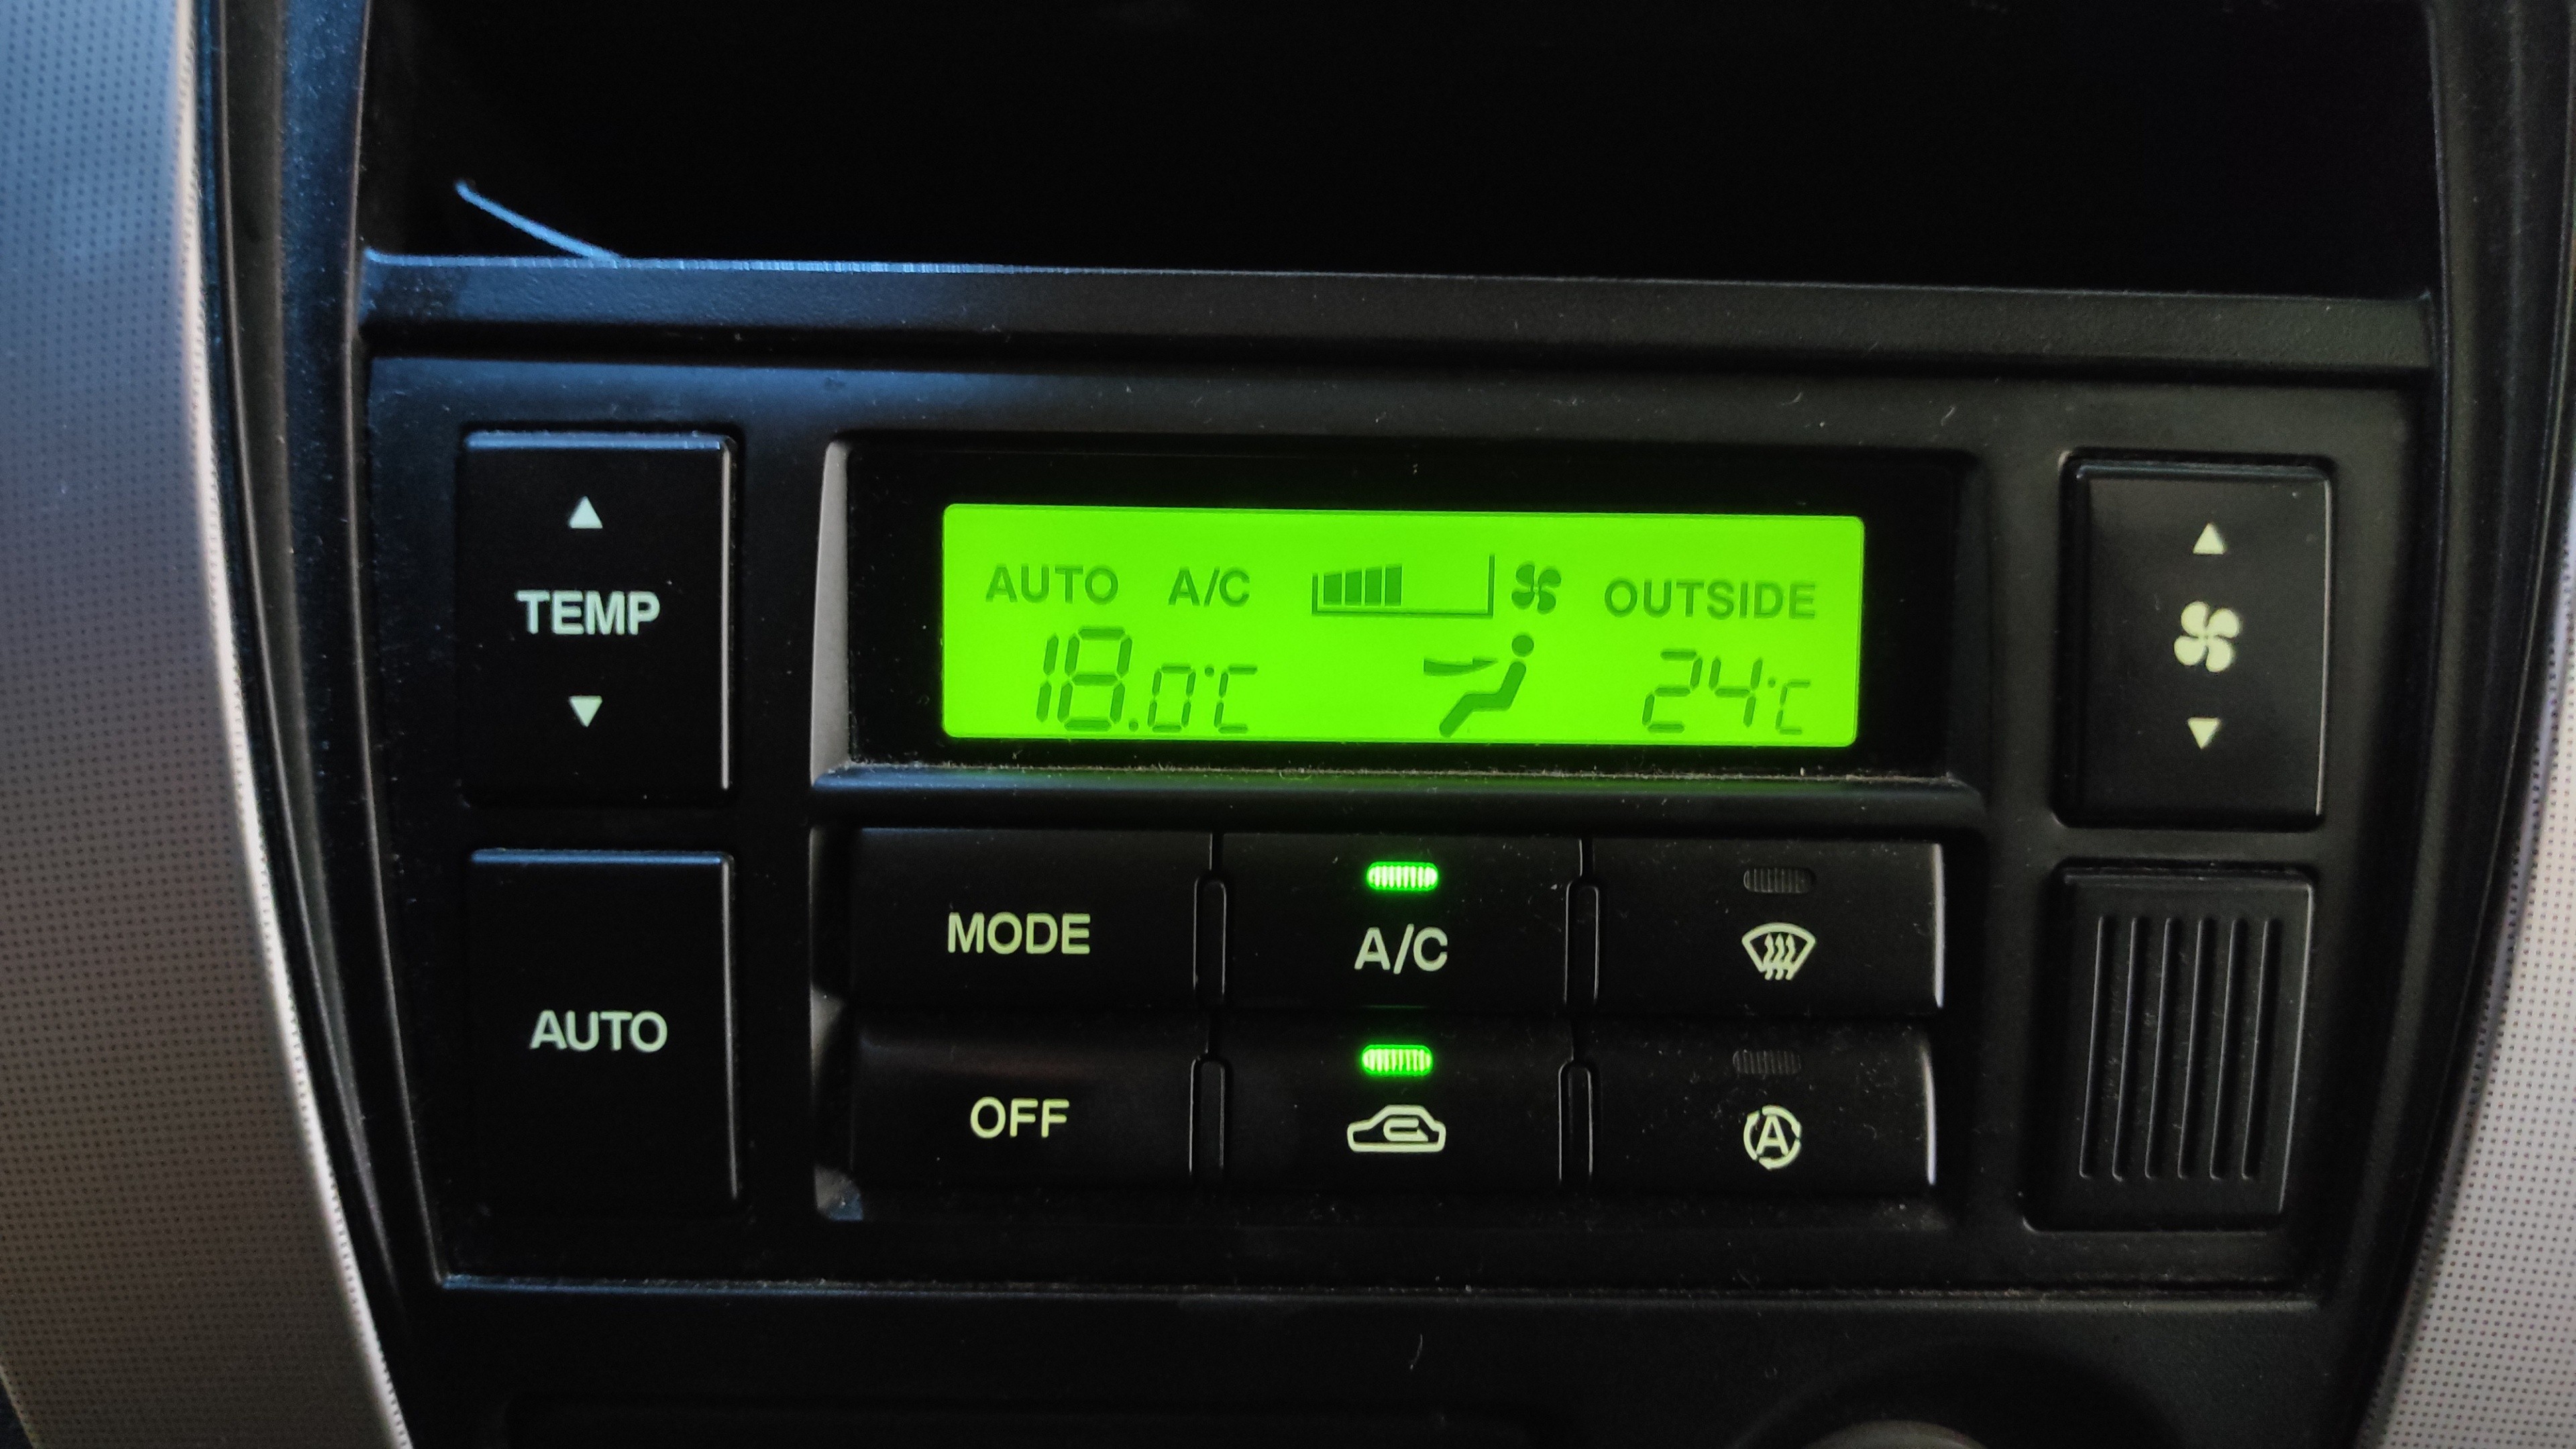 TEMP
AUTO A/C OUTSIDE
18.0°C 24°C
MODE
A/C
AUTO
OFF
A